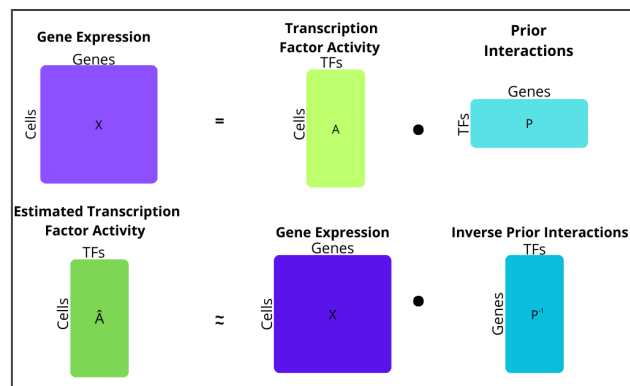 Gene Expression
Genes
Cells
X
=
Transcription
Factor Activity
TFs
Cells
A
•
Prior
Interactions
Genes
TFs
P
Estimated Transcription
Factor Activity
TFs
Cells
Â
≈
Gene Expression
Genes
Cells
X
•
Inverse Prior Interactions
TFs
Genes
P⁻¹